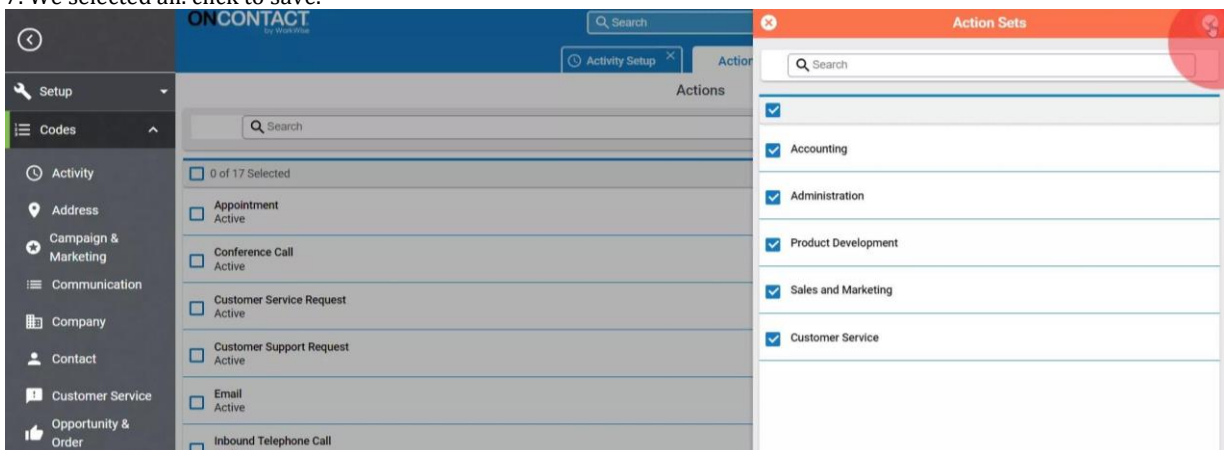 7. We selected all. click to save.
ONCONTACT
by WorkWise
Search
Activity Setup
Action
Actions
Search
0 of 17 Selected
Appointment
Active
Conference Call
Active
Customer Service Request
Active
Customer Support Request
Active
Email
Active
Inbound Telephone Call
Setup
Codes
Activity
Address
Campaign &
Marketing
Communication
Company
Contact
Customer Service
Opportunity &
Order
Action Sets
Search
Accounting
Administration
Product Development
Sales and Marketing
Customer Service